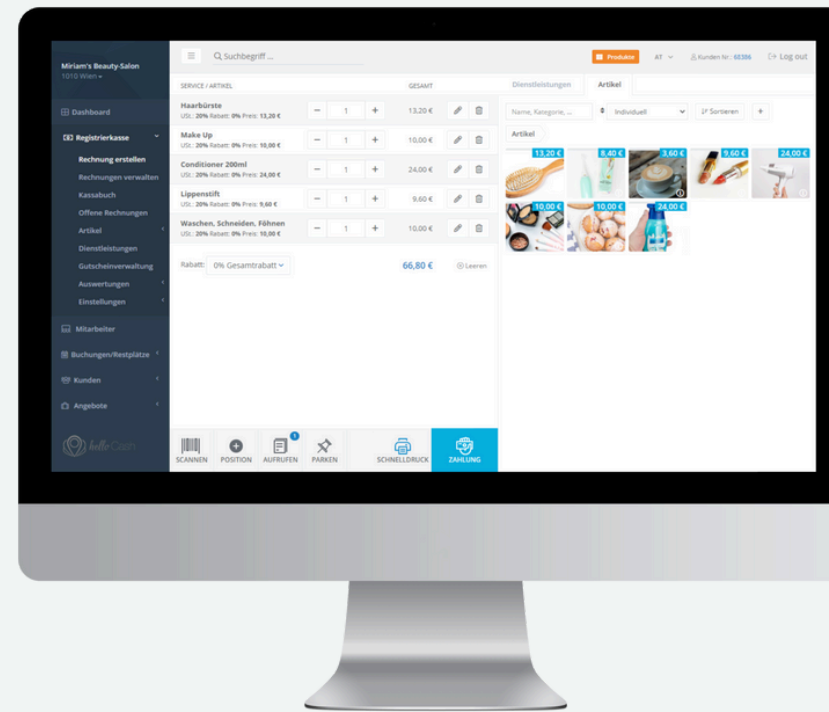 Miriam's Beauty-Salon
1010 Wien
Dashboard
Registrierkasse
Rechnung erstellen
Rechnungen verwalten
Kassabuch
Offene Rechnungen
Artikel
Dienstleistungen
Gutscheinverwaltung
Auswertungen
Einstellungen
Mitarbeiter
Buchungen/Restplätze
Kunden
Angebote
hello Cash
Suchbegriff ...
Produkte
AT
Kunden Nr.: 68386
Log out
SERVICE / ARTIKEL GESAMT
Haarbürste
USt.: 20% Rabatt: 0% Preis: 13,20 €
− 1 + 13,20 €
Make Up
USt.: 20% Rabatt: 0% Preis: 10,00 €
− 1 + 10,00 €
Conditioner 200ml
USt.: 20% Rabatt: 0% Preis: 24,00 €
− 1 + 24,00 €
Lippenstift
USt.: 20% Rabatt: 0% Preis: 9,60 €
− 1 + 9,60 €
Waschen, Schneiden, Föhnen
USt.: 20% Rabatt: 0% Preis: 10,00 €
− 1 + 10,00 €
Rabatt: 0% Gesamtrabatt 66,80 € Leeren
SCANNEN
POSITION
1
AUFRUFEN
PARKEN
SCHNELLDRUCK
ZAHLUNG
Dienstleistungen Artikel
Name, Kategorie, ... Individuell Sortieren +
Artikel
13,20 € 8,40 € 3,60 € 9,60 € 24,00 €
10,00 € 10,00 € 24,00 €